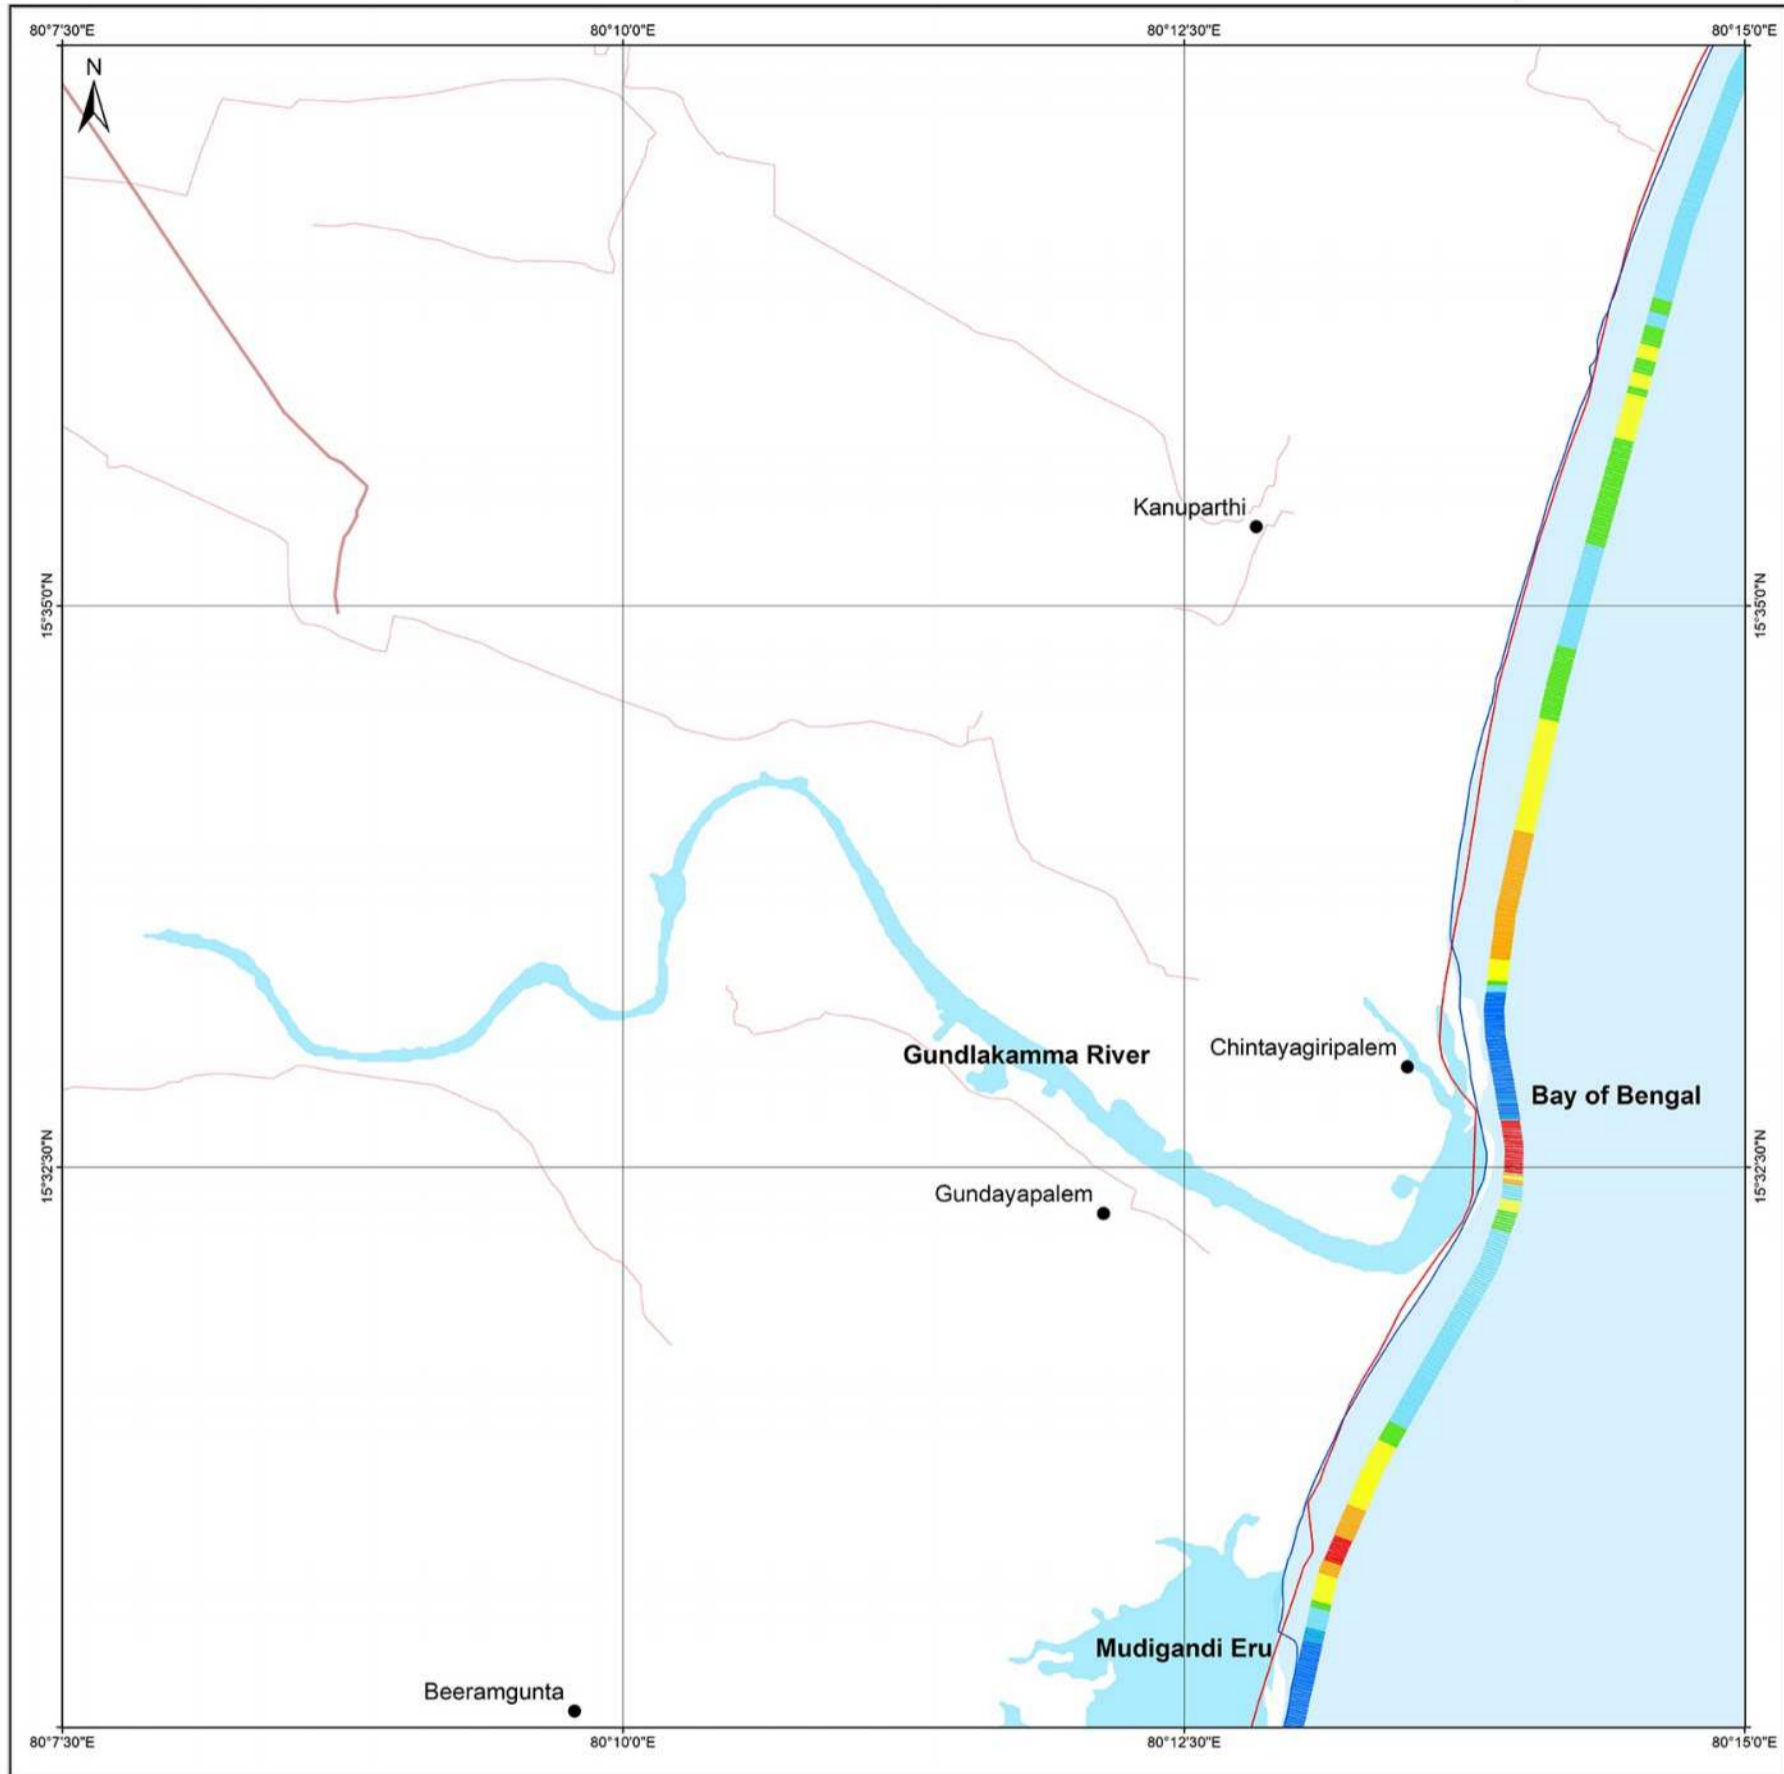 80°7'30"E
80°10'0"E
80°12'30"E
80°15'0"E
N
Kanuparthi
15°35'0"N
15°35'0"N
Gundlakamma River
Chintayagiripalem
Bay of Bengal
15°32'30"N
15°32'30"N
Gundayapalem
Mudigandi Eru
Beeramgunta
80°7'30"E
80°10'0"E
80°12'30"E
80°15'0"E